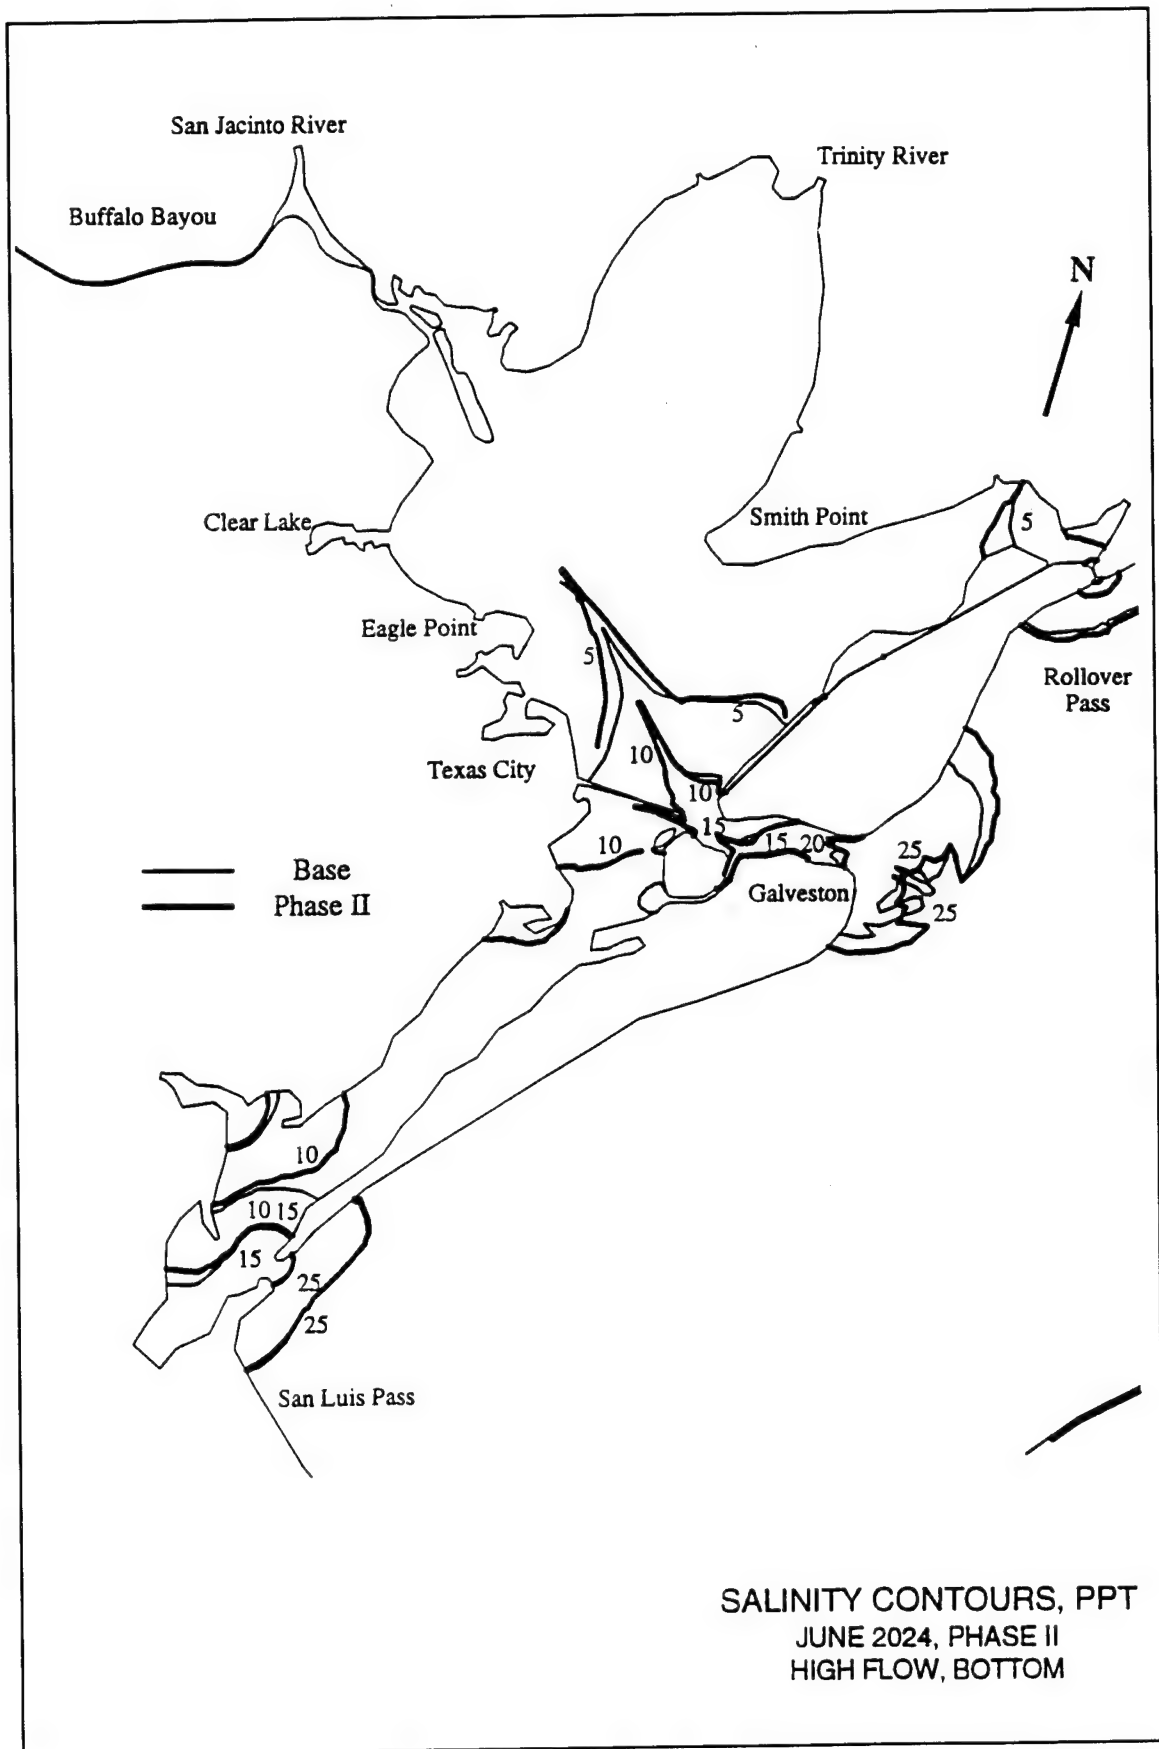 San Jacinto River
Trinity River
Buffalo Bayou
N
Clear Lake
Smith Point
5
Eagle Point
5
Rollover
Pass
5
10
Texas City
10
15
15
20
10
25
Base
Galveston
Phase II
25
10
10
15
15
25
25
San Luis Pass
SALINITY CONTOURS, PPT
JUNE 2024, PHASE II
HIGH FLOW, BOTTOM